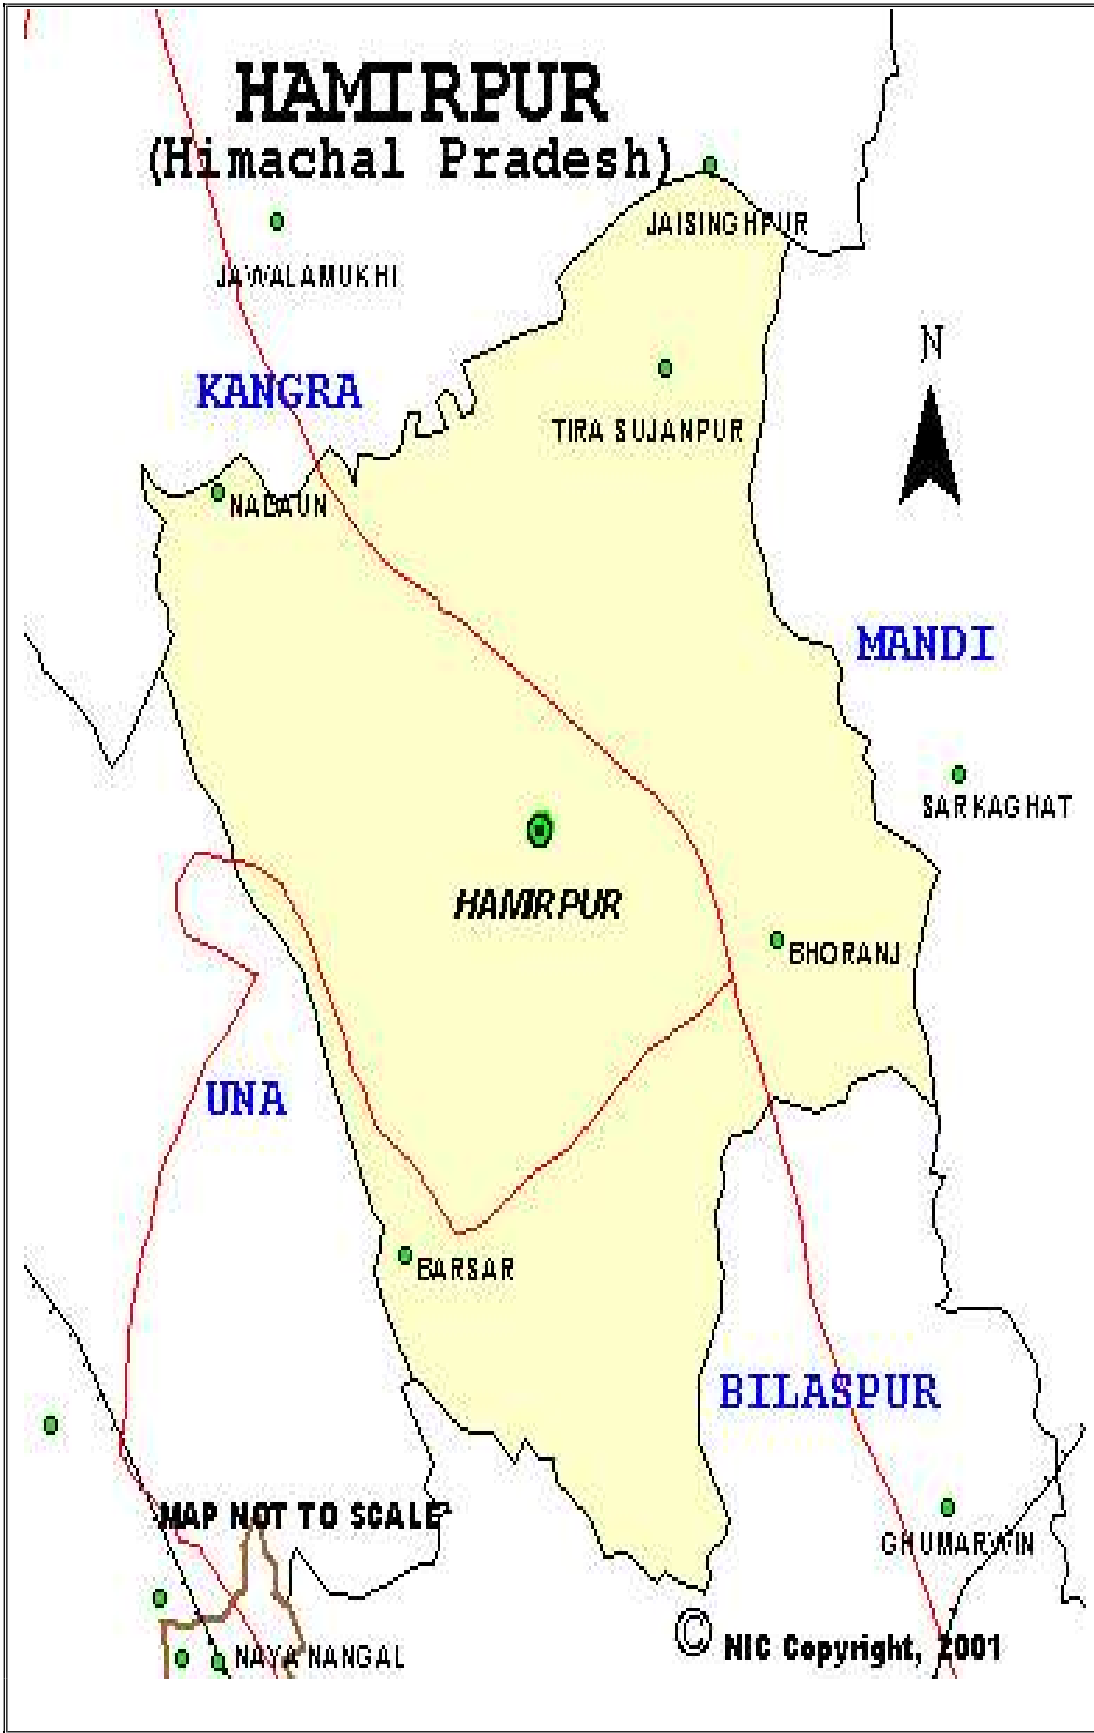 HAMIRPUR
(Himachal Pradesh)
JAISINGHPUR
JAWALAMUKHI
N
KANGRA
TIRA SUJANPUR
NADAUN
MANDI
SARKAGHAT
HAMIRPUR
BHORANJ
UNA
BARSAR
BILASPUR
MAP NOT TO SCALE
GHUMARWIN
© NIC Copyright, 2001
NAYA NANGAL